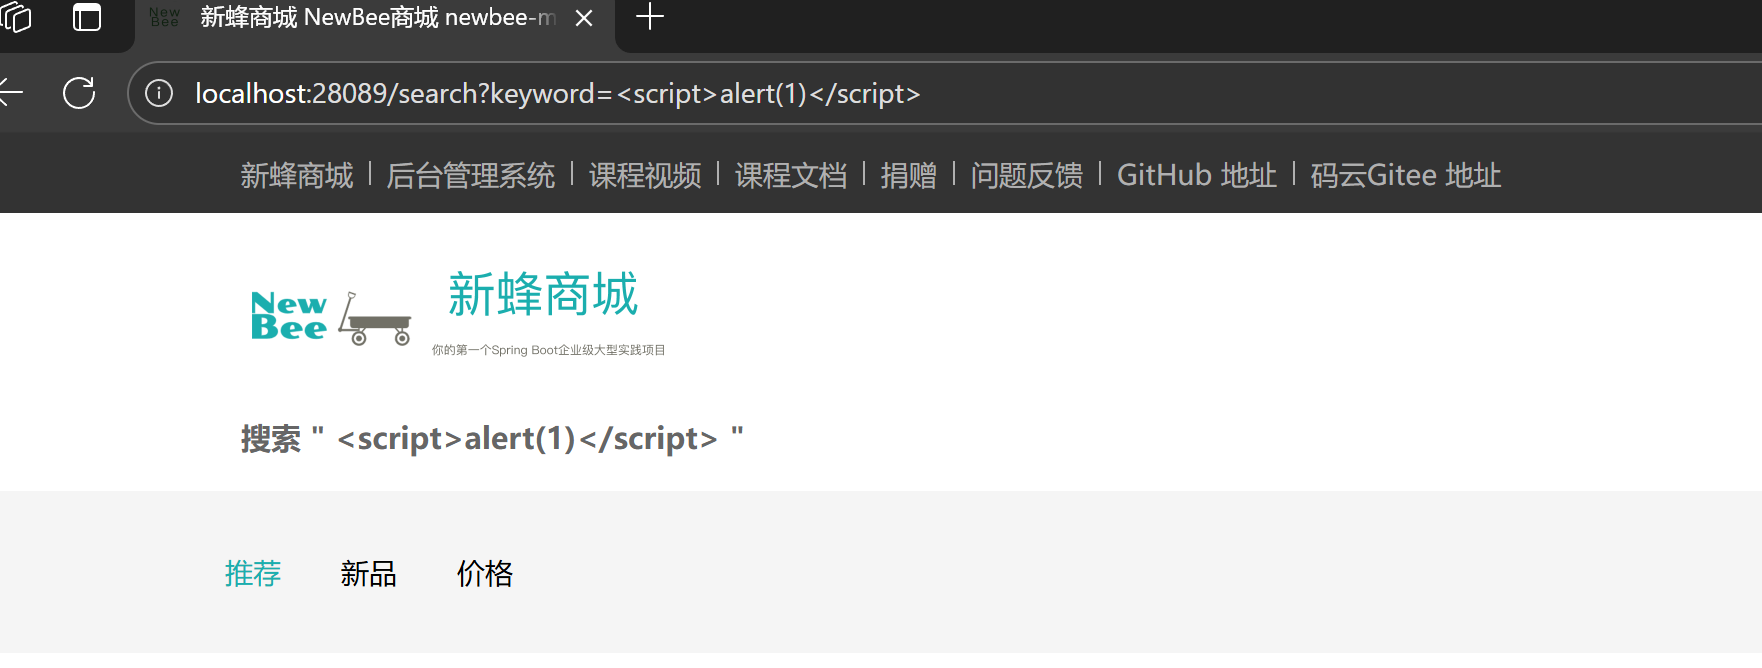 New Bee 新蜂商城 NewBee商城 newbee-m
localhost:28089/search?keyword=<script>alert(1)</script>
新蜂商城 后台管理系统 课程视频 课程文档 捐赠 问题反馈 GitHub 地址 码云Gitee 地址
New Bee
新蜂商城
你的第一个Spring Boot企业级大型实践项目
搜索 " <script>alert(1)</script> "
推荐 新品 价格